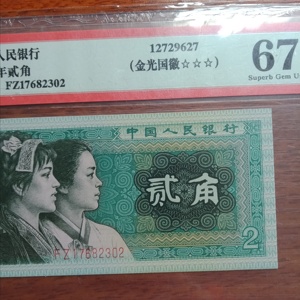 人民银行
12729627
67
年贰角
(金光国徽☆☆☆)
FZ17682302
Superb Gem U
中国人民银行
贰角
FZ17682302
2